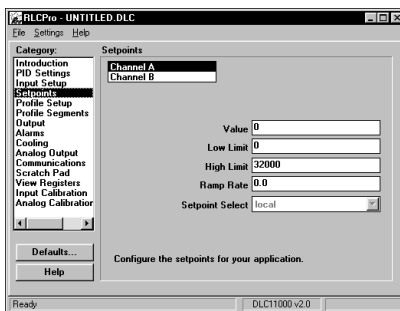 RLCPro - UNTITLED.DLC
File Settings Help
Category:
Introduction
PID Settings
Input Setup
Setpoints
Profile Setup
Profile Segments
Output
Alarms
Cooling
Analog Output
Communications
Scratch Pad
View Registers
Input Calibration
Analog Calibration
Defaults...
Help
Setpoints
Channel A
Channel B
Value 0
Low Limit 0
High Limit 32000
Ramp Rate 0.0
Setpoint Select local
Configure the setpoints for your application.
Ready
DLC11000 v2.0